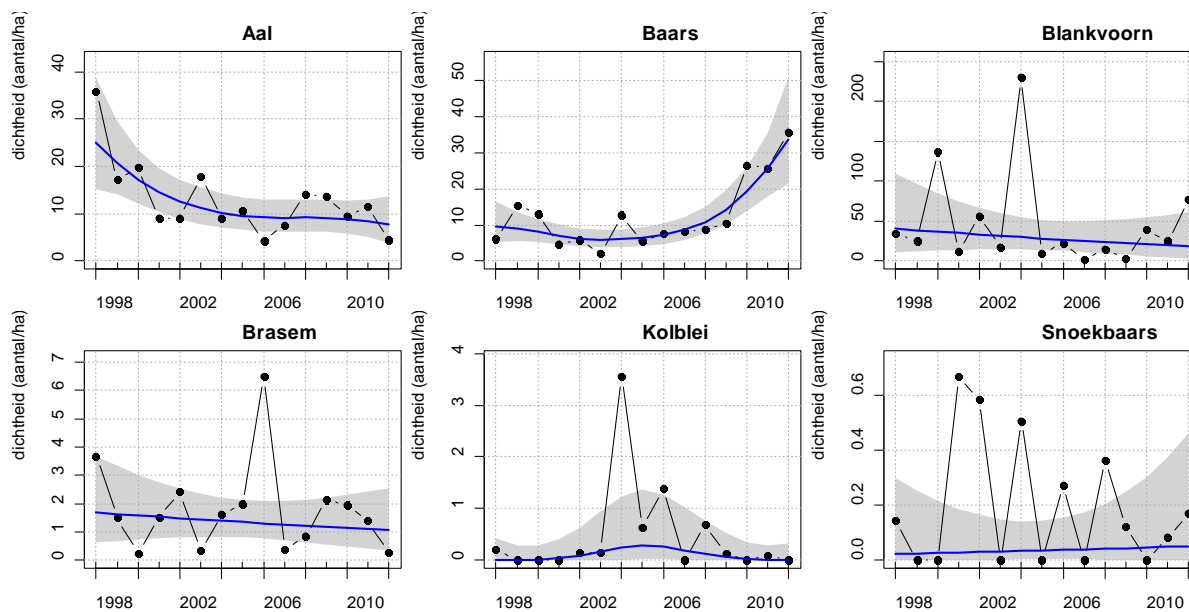 Aal
dichtheid (aantal/ha)
0 10 20 30 40
1998 2002 2006 2010
Baars
dichtheid (aantal/ha)
0 10 20 30 40 50
1998 2002 2006 2010
Blankvoorn
dichtheid (aantal/ha)
0 50 100 200
1998 2002 2006 2010
Brasem
dichtheid (aantal/ha)
0 1 2 3 4 5 6 7
1998 2002 2006 2010
Kolblei
dichtheid (aantal/ha)
0 1 2 3 4
1998 2002 2006 2010
Snoekbaars
dichtheid (aantal/ha)
0.0 0.2 0.4 0.6
1998 2002 2006 2010